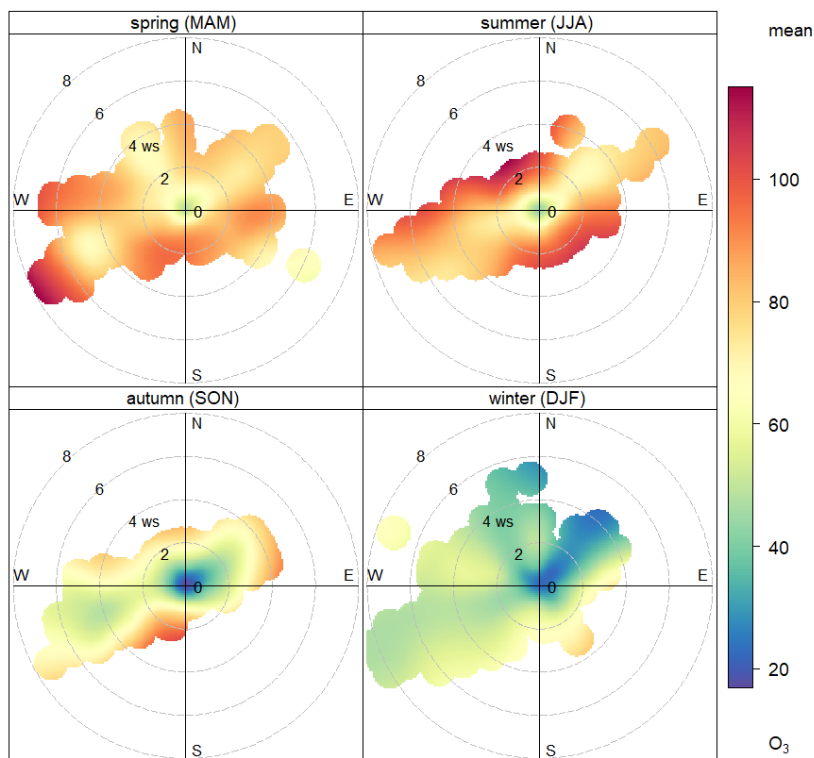 spring (MAM)
N
8
6
4 ws
2
W
0
E
S
summer (JJA)
N
8
6
4 ws
2
W
0
E
S
autumn (SON)
N
8
6
4 ws
2
W
0
E
S
winter (DJF)
N
8
6
4 ws
2
W
0
E
S
mean
100
80
60
40
20
O₃